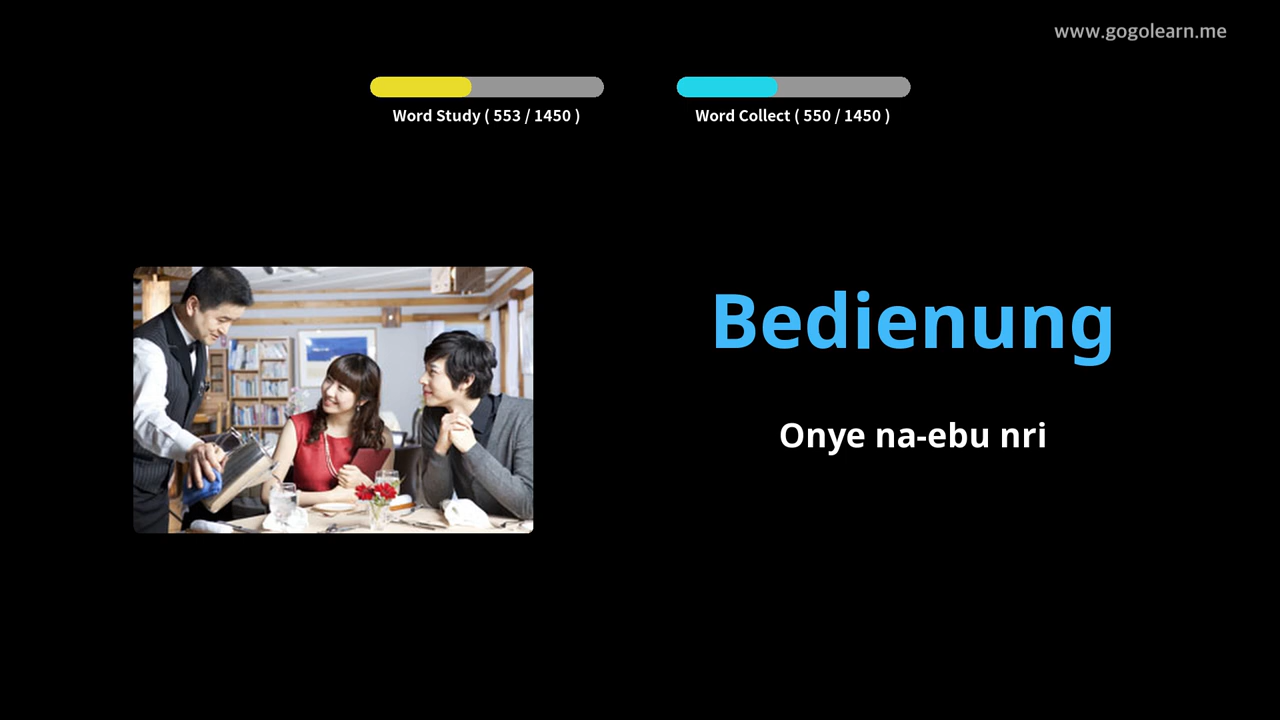 www.gogolearn.me
Word Study ( 553 / 1450 )
Word Collect ( 550 / 1450 )
Bedienung
Onye na-ebu nri